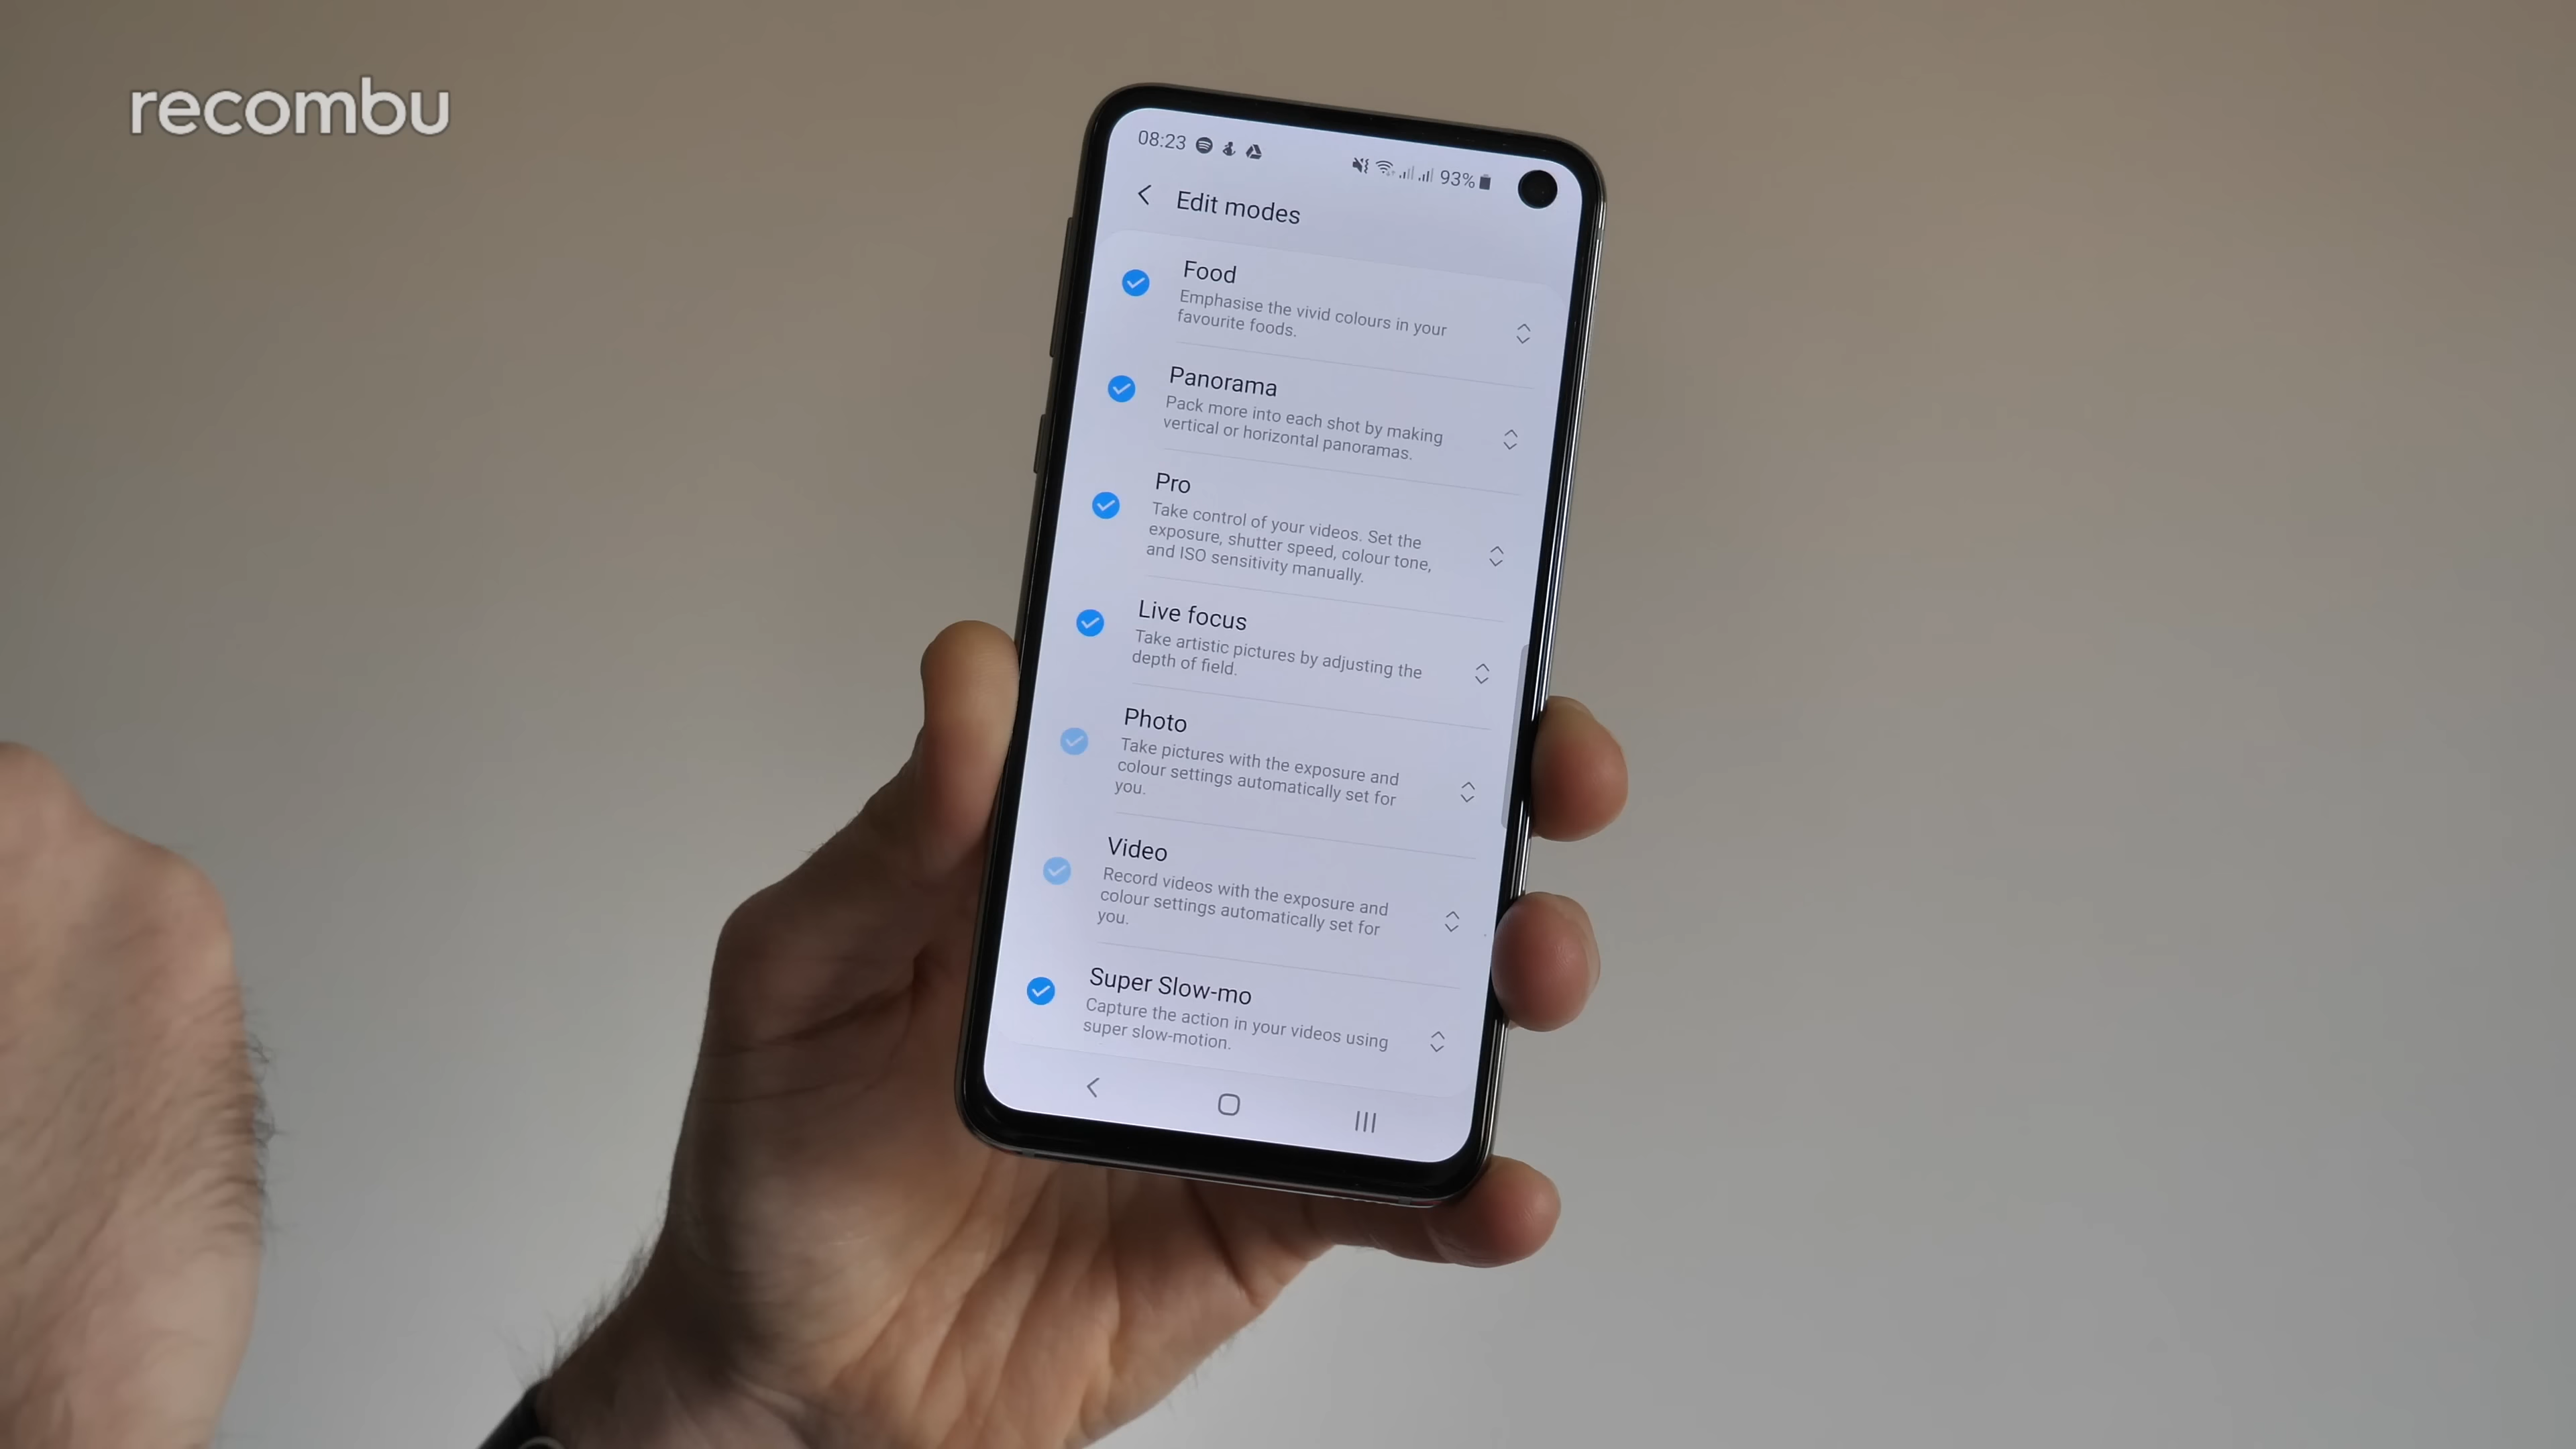 recombu
08:23
93%
Edit modes
Food
Emphasise the vivid colours in your
favourite foods.
Panorama
Pack more into each shot by making
vertical or horizontal panoramas.
Pro
Take control of your videos. Set the
exposure, shutter speed, colour tone,
and ISO sensitivity manually.
Live focus
Take artistic pictures by adjusting the
depth of field.
Photo
Take pictures with the exposure and
colour settings automatically set for
you.
Video
Record videos with the exposure and
colour settings automatically set for
you.
Super Slow-mo
Capture the action in your videos using
super slow-motion.